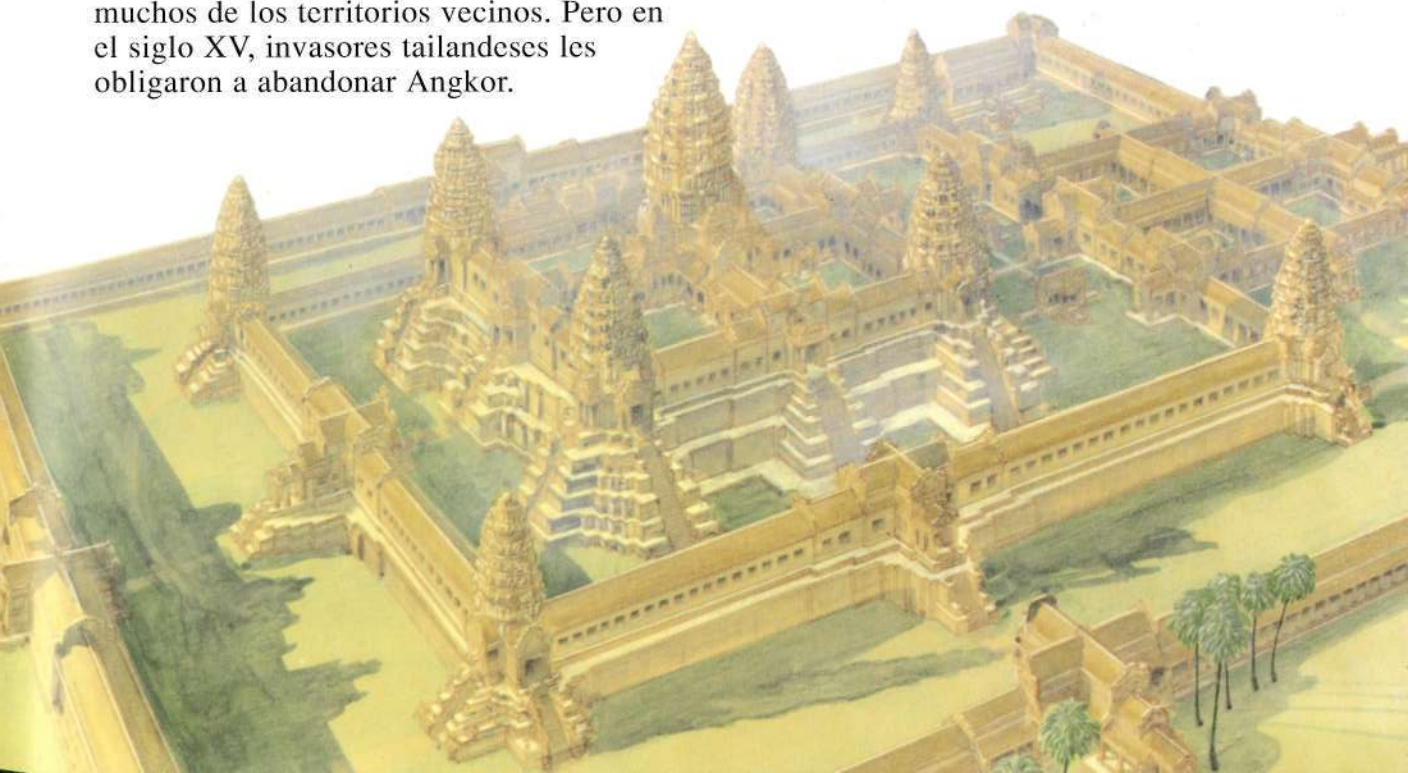 muchos de los territorios vecinos. Pero en
el siglo XV, invasores tailandeses les
obligaron a abandonar Angkor.